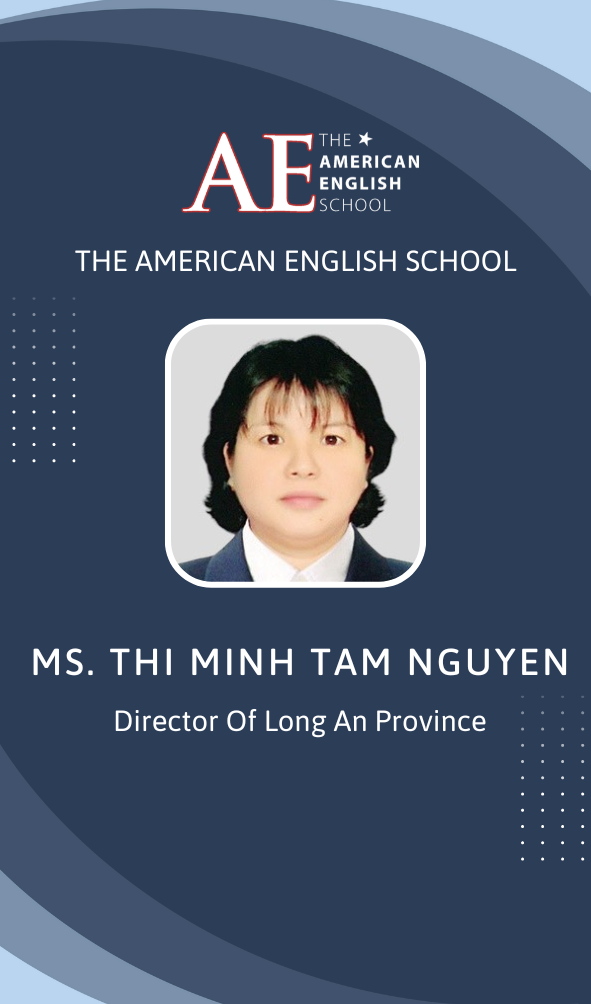 AE
THE
AMERICAN
ENGLISH
SCHOOL
THE AMERICAN ENGLISH SCHOOL
MS. THI MINH TAM NGUYEN
Director Of Long An Province